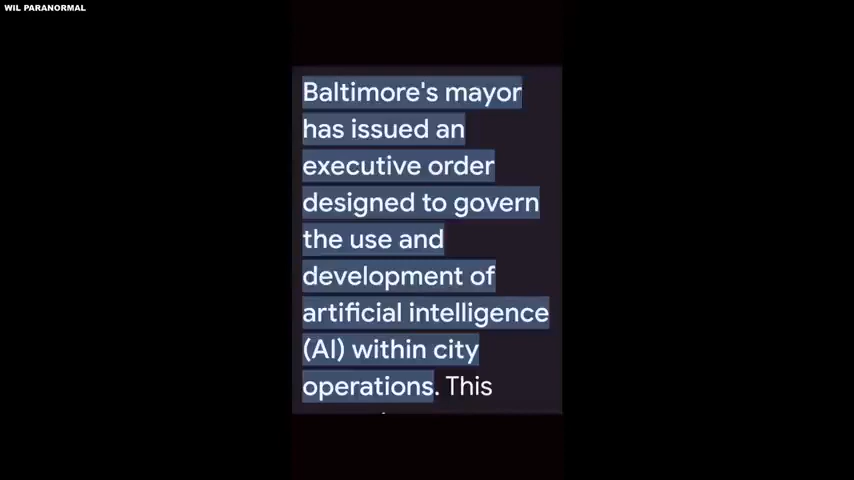 WIL PARANORMAL
Baltimore's mayor
has issued an
executive order
designed to govern
the use and
development of
artificial intelligence
(AI) within city
operations. This